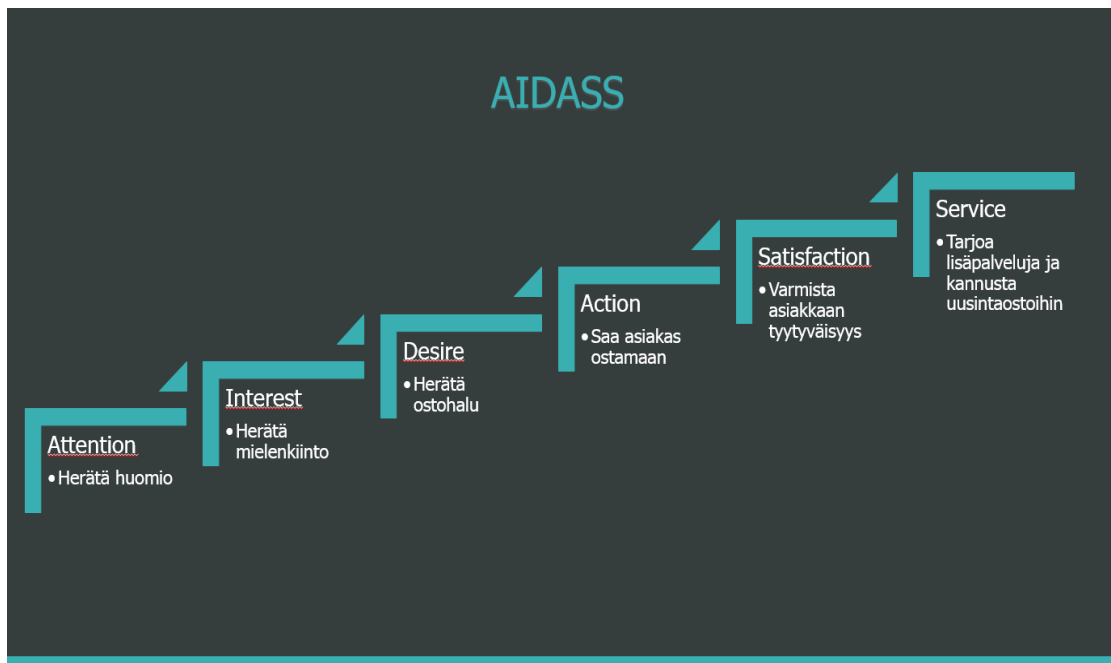 AIDASS
Attention
•Herätä huomio
Interest
•Herätä
mielenkiinto
Desire
•Herätä
ostohalu
Action
•Saa asiakas
ostamaan
Satisfaction
•Varmista
asiakkaan
tyytyväisyys
Service
•Tarjoa
lisäpalveluja ja
kannusta
uusintaostoihin